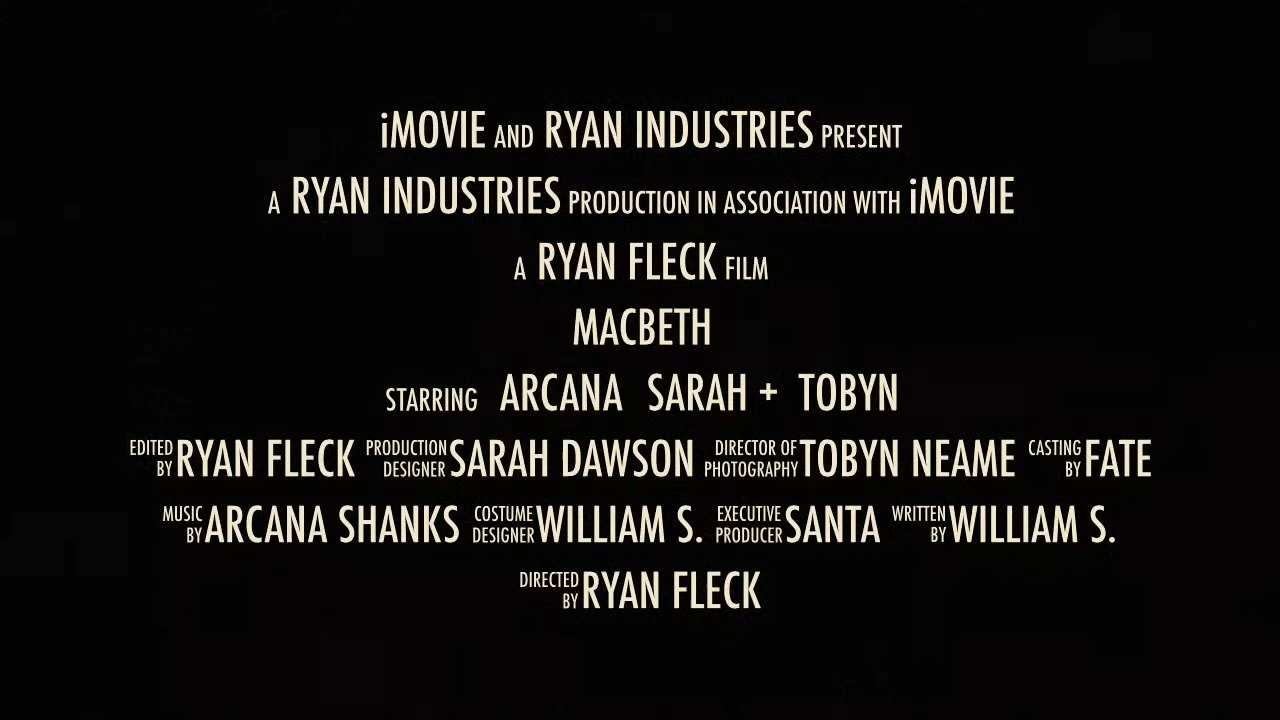 iMOVIE AND RYAN INDUSTRIES PRESENT
A RYAN INDUSTRIES PRODUCTION IN ASSOCIATION WITH iMOVIE
A RYAN FLECK FILM
MACBETH
STARRING ARCANA SARAH + TOBYN
EDITED BY RYAN FLECK PRODUCTION DESIGNER SARAH DAWSON DIRECTOR OF PHOTOGRAPHY TOBYN NEAME CASTING BY FATE
MUSIC BY ARCANA SHANKS COSTUME DESIGNER WILLIAM S. EXECUTIVE PRODUCER SANTA WRITTEN BY WILLIAM S.
DIRECTED BY RYAN FLECK